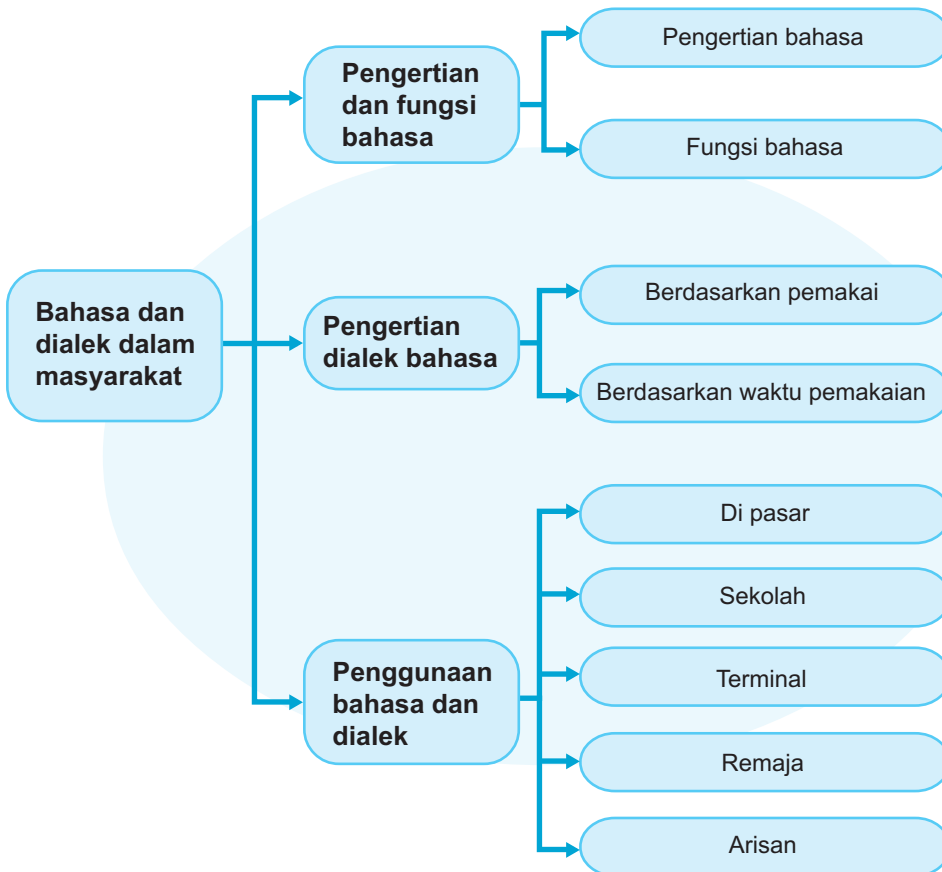 Bahasa dan
dialek dalam
masyarakat
Pengertian
dan fungsi
bahasa
Pengertian bahasa
Fungsi bahasa
Pengertian
dialek bahasa
Berdasarkan pemakai
Berdasarkan waktu pemakaian
Penggunaan
bahasa dan
dialek
Di pasar
Sekolah
Terminal
Remaja
Arisan